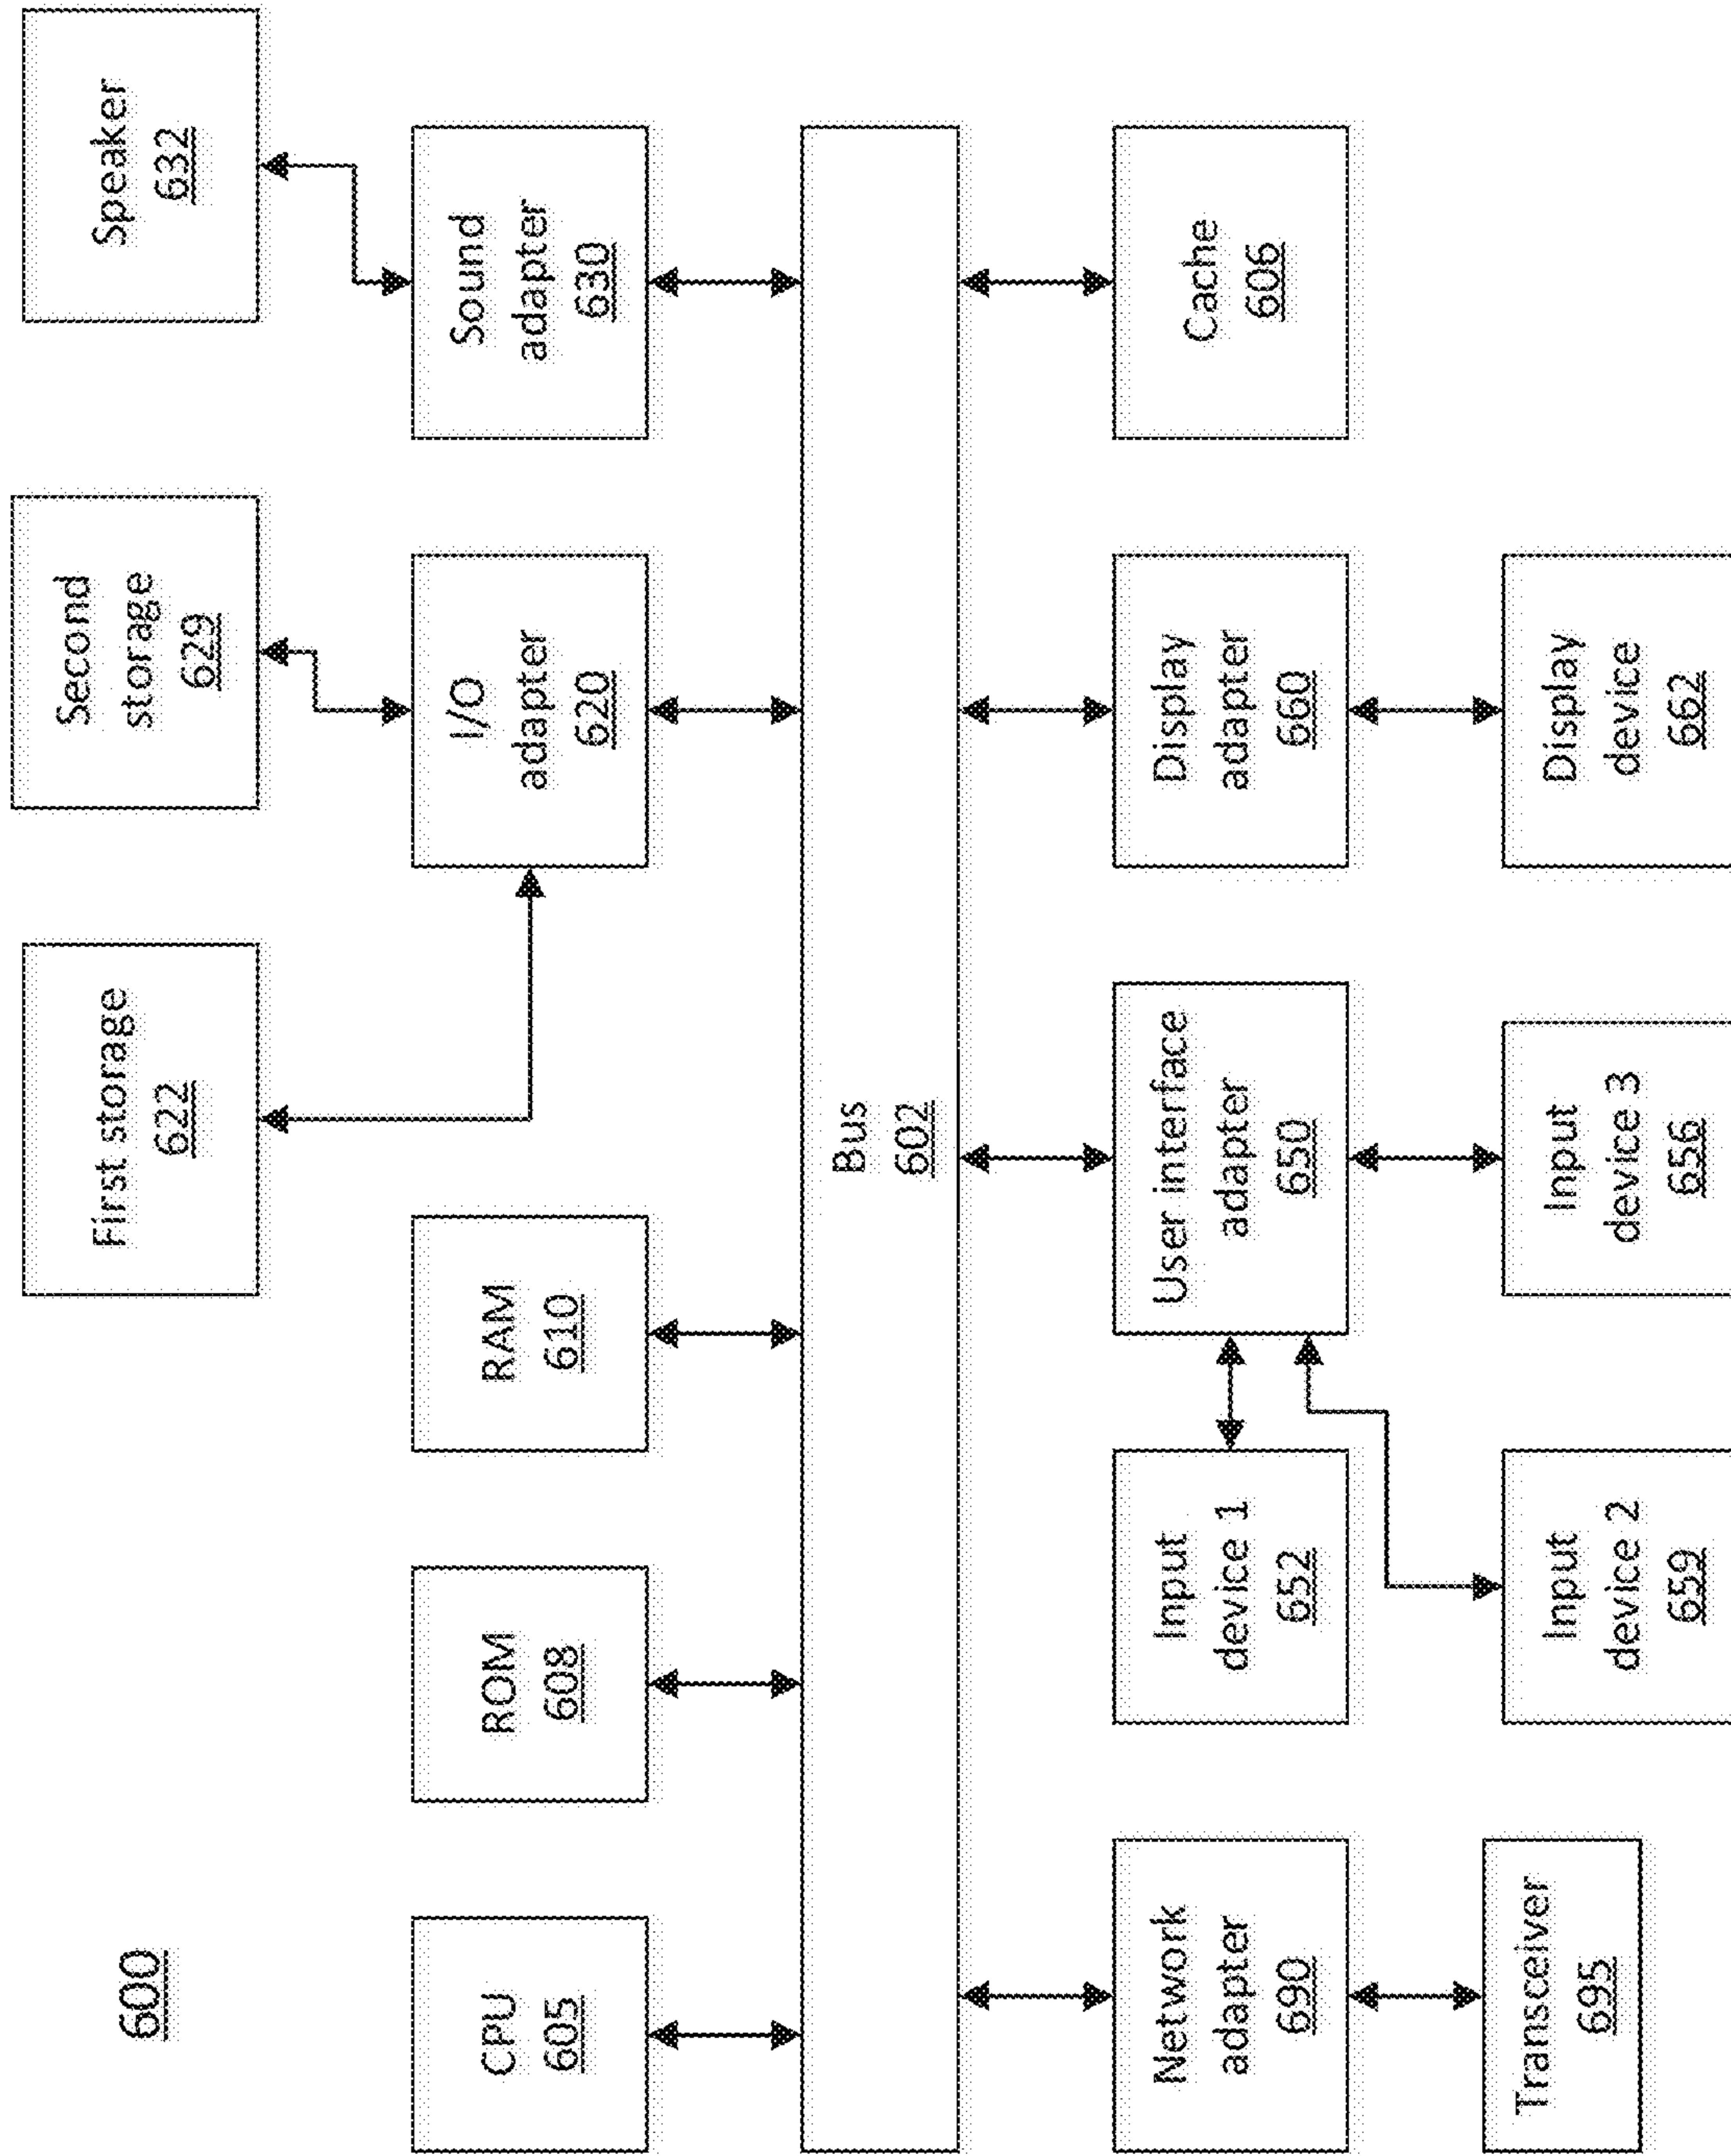 600
First storage
622
Second
storage
629
Speaker
632
CPU
605
ROM
608
RAM
610
I/O
adapter
620
Sound
adapter
630
Bus
602
Network
adapter
690
Input
device 1
652
User interface
adapter
650
Display
adapter
660
Cache
606
Transceiver
695
Input
device 2
659
Input
device 3
656
Display
device
662